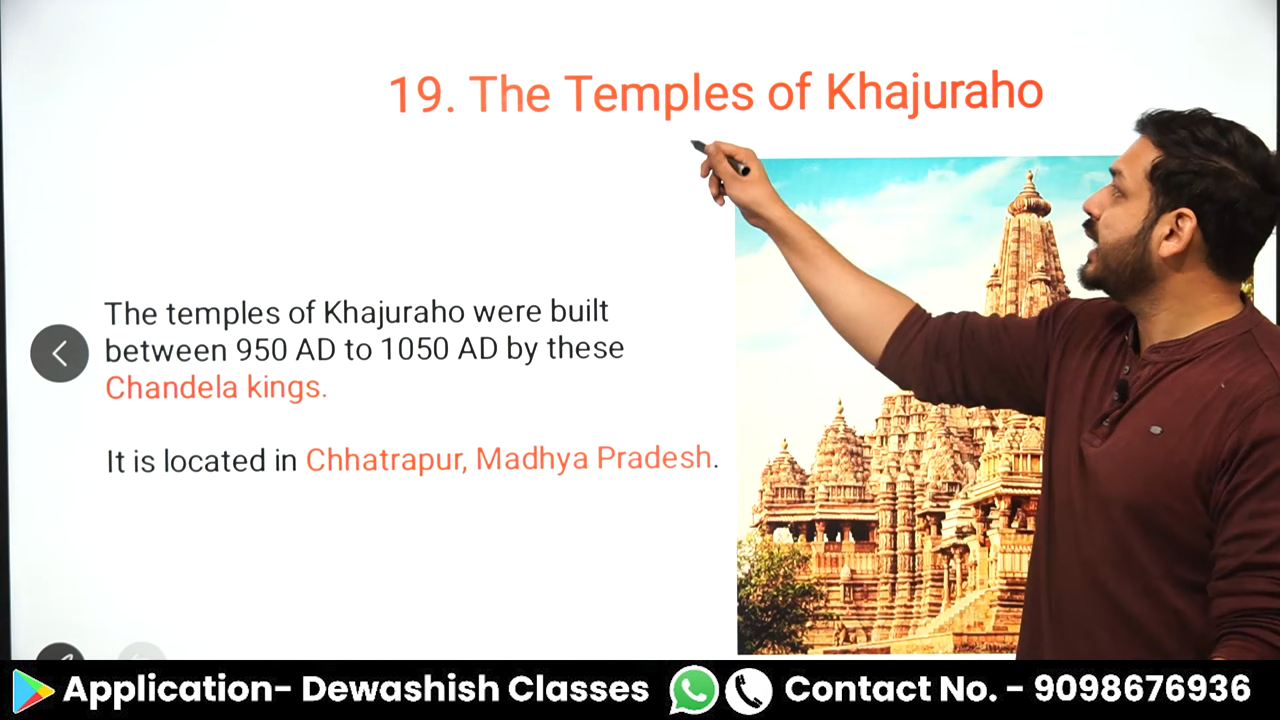 19. The Temples of Khajuraho
The temples of Khajuraho were built
between 950 AD to 1050 AD by these
Chandela kings.
It is located in Chhatrapur, Madhya Pradesh.
Application- Dewashish Classes
Contact No. - 9098676936